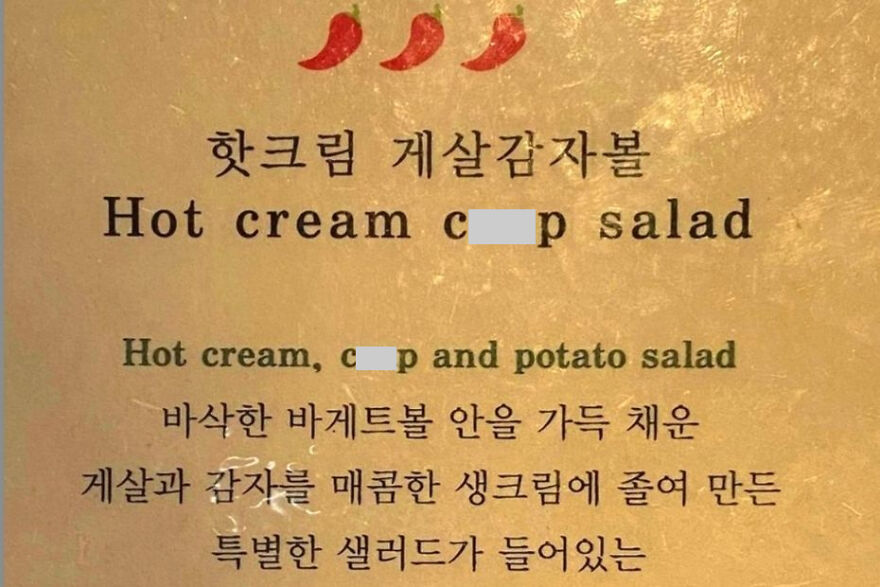 핫크림 게살감자볼
Hot cream salad
Hot cream, and potato salad
바삭한 바게트볼 안을 가득 채운
게살과 감자를 매콤한 생크림에 졸여 만든
특별한 샐러드가 들어있는